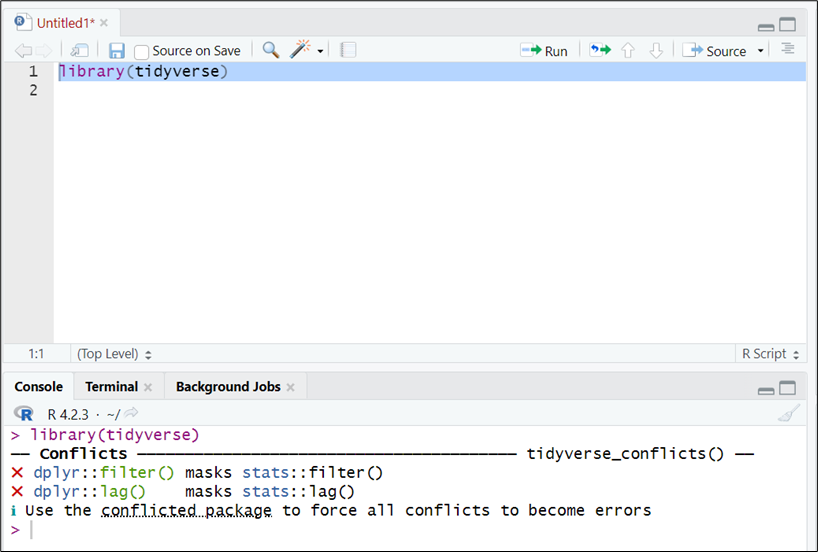 Untitled1*
Source on Save
Run
Source
1 library(tidyverse)
2
1:1 (Top Level) R Script
Console Terminal Background Jobs
R R 4.2.3 · ~/
> library(tidyverse)
── Conflicts ──────────────────────────────────────── tidyverse_conflicts() ──
✖ dplyr::filter() masks stats::filter()
✖ dplyr::lag()    masks stats::lag()
ℹ Use the conflicted package to force all conflicts to become errors
>